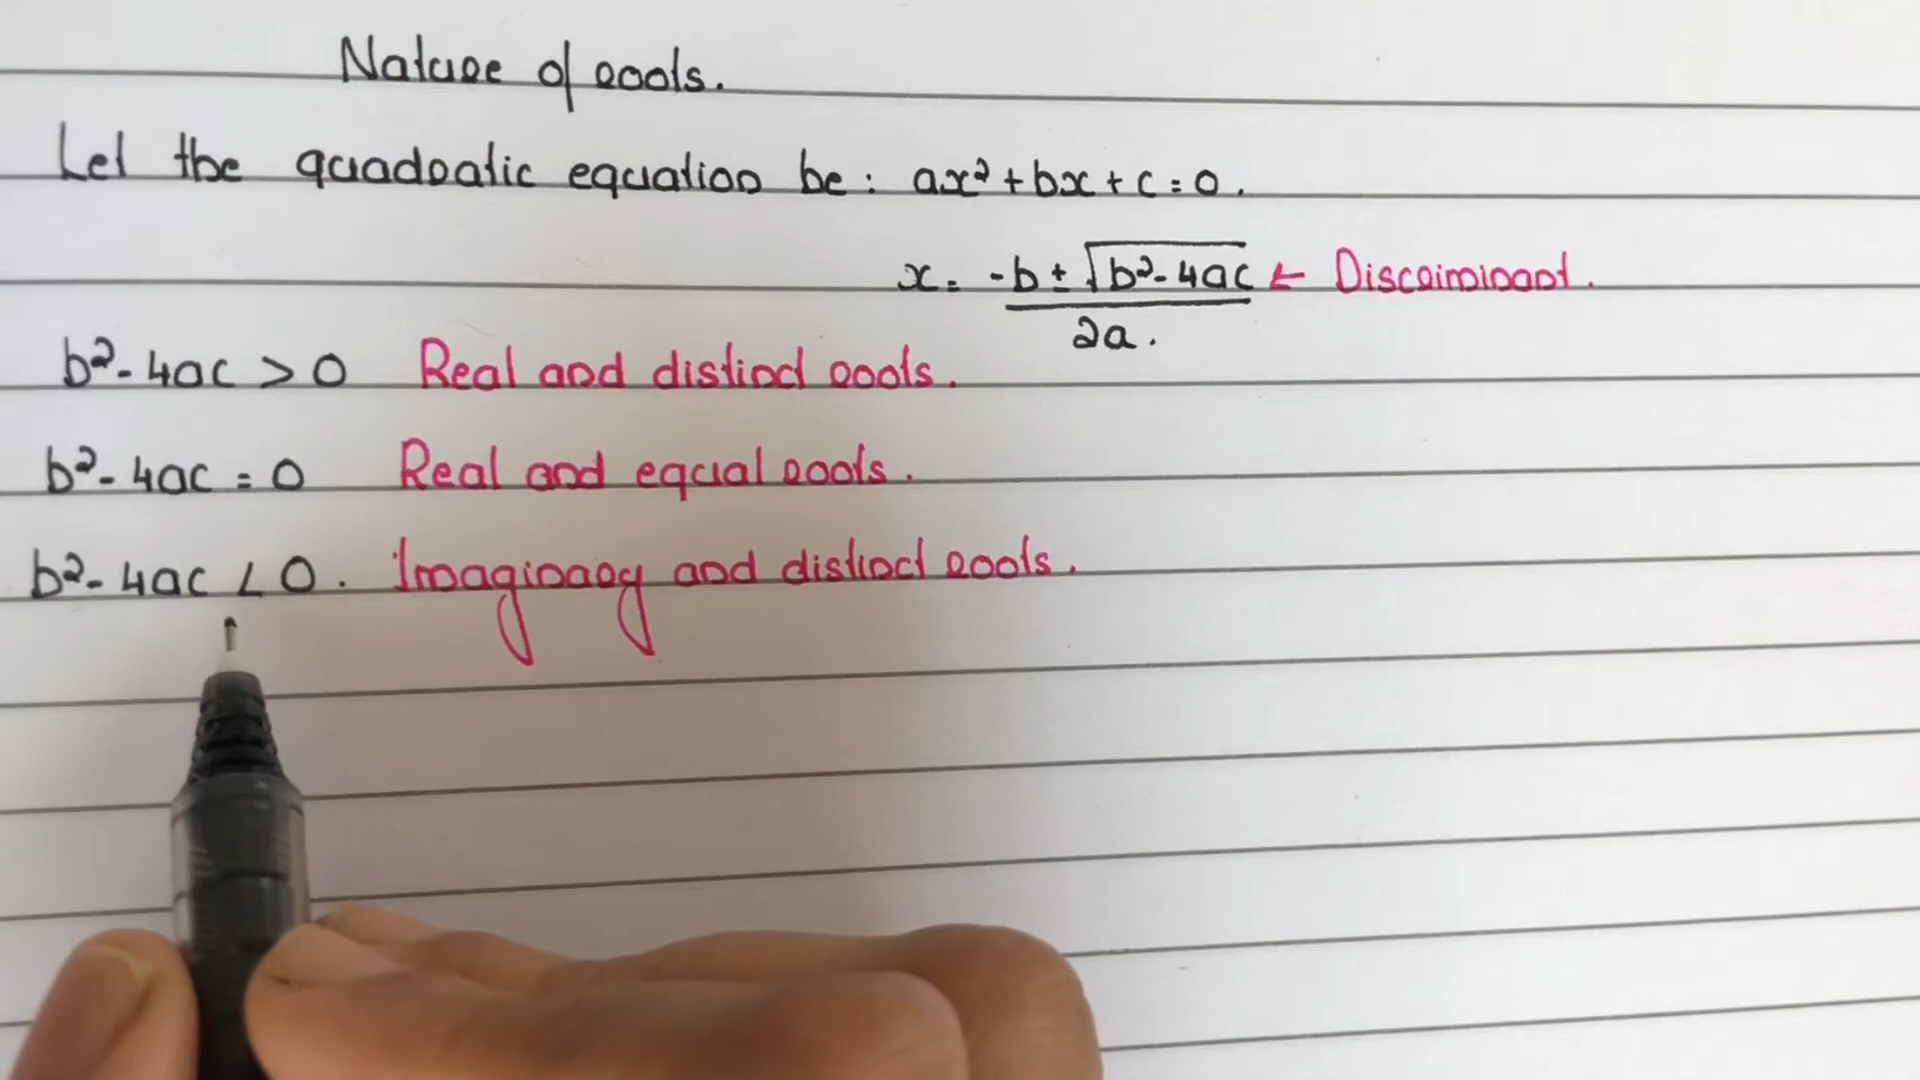 Nature of roots.
Let the quadratic equation be: ax²+bx+c=0.
x = -b±√b²-4ac ← Discriminant.
2a.
b²-4ac > 0 Real and distinct roots.
b²-4ac = 0 Real and equal roots.
b²-4ac < 0. Imaginary and distinct roots.